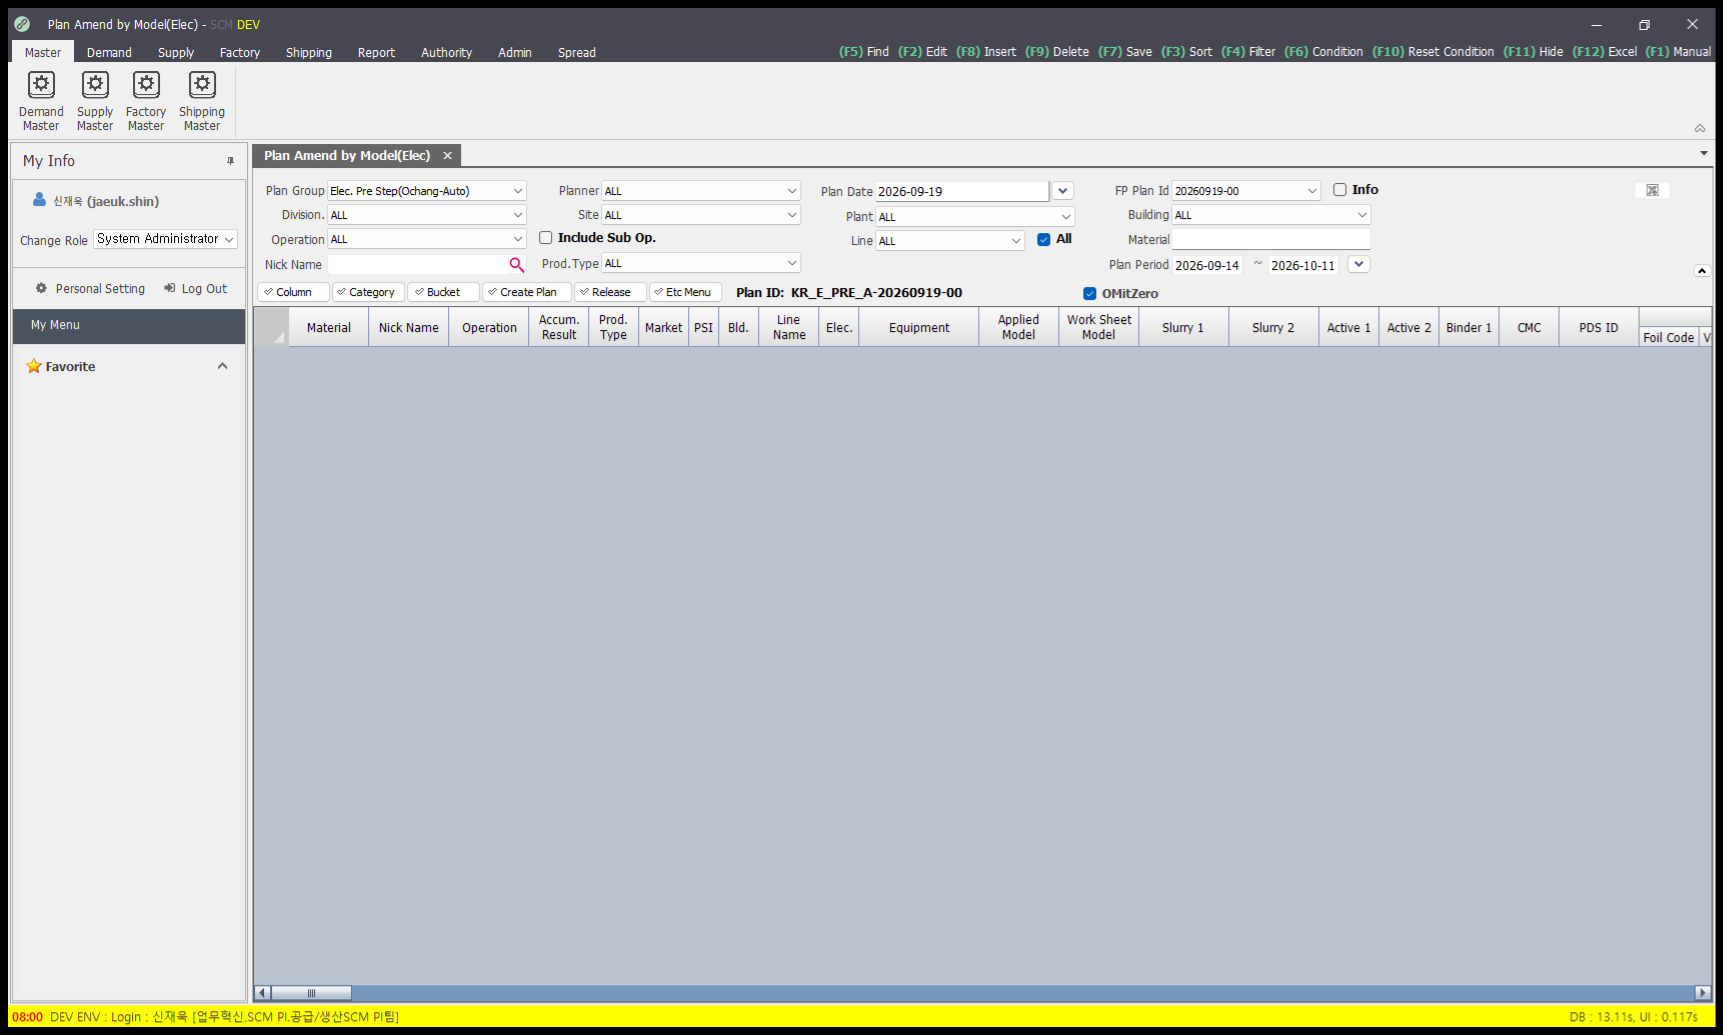 Plan Amend by Model(Elec) - SCM DEV
Master Demand Supply Factory Shipping Report Authority Admin Spread (F5) Find (F2) Edit (F8) Insert (F9) Delete (F7) Save (F3) Sort (F4) Filter (F6) Condition (F10) Reset Condition (F11) Hide (F12) Excel (F1) Manual
Demand Master
Supply Master
Factory Master
Shipping Master
My Info
신재욱 (jaeuk.shin)
Change Role System Administrator
Personal Setting Log Out
My Menu
Favorite
Plan Amend by Model(Elec)
Plan Group Elec. Pre Step(Ochang-Auto) Planner ALL Plan Date 2026-09-19 FP Plan Id 20260919-00 Info
Division. ALL Site ALL Plant ALL Building ALL
Operation ALL Include Sub Op. Line ALL All Material
Nick Name Prod.Type ALL Plan Period 2026-09-14 ~ 2026-10-11
Column Category Bucket Create Plan Release Etc Menu Plan ID: KR_E_PRE_A-20260919-00 OMitZero
Material Nick Name Operation Accum. Result Prod. Type Market PSI Bld. Line Name Elec. Equipment Applied Model Work Sheet Model Slurry 1 Slurry 2 Active 1 Active 2 Binder 1 CMC PDS ID Foil Code V
08:00 DEV ENV : Login : 신재욱 [업무혁신.SCM PI.공급/생산SCM PI팀] DB : 13.11s, UI : 0.117s